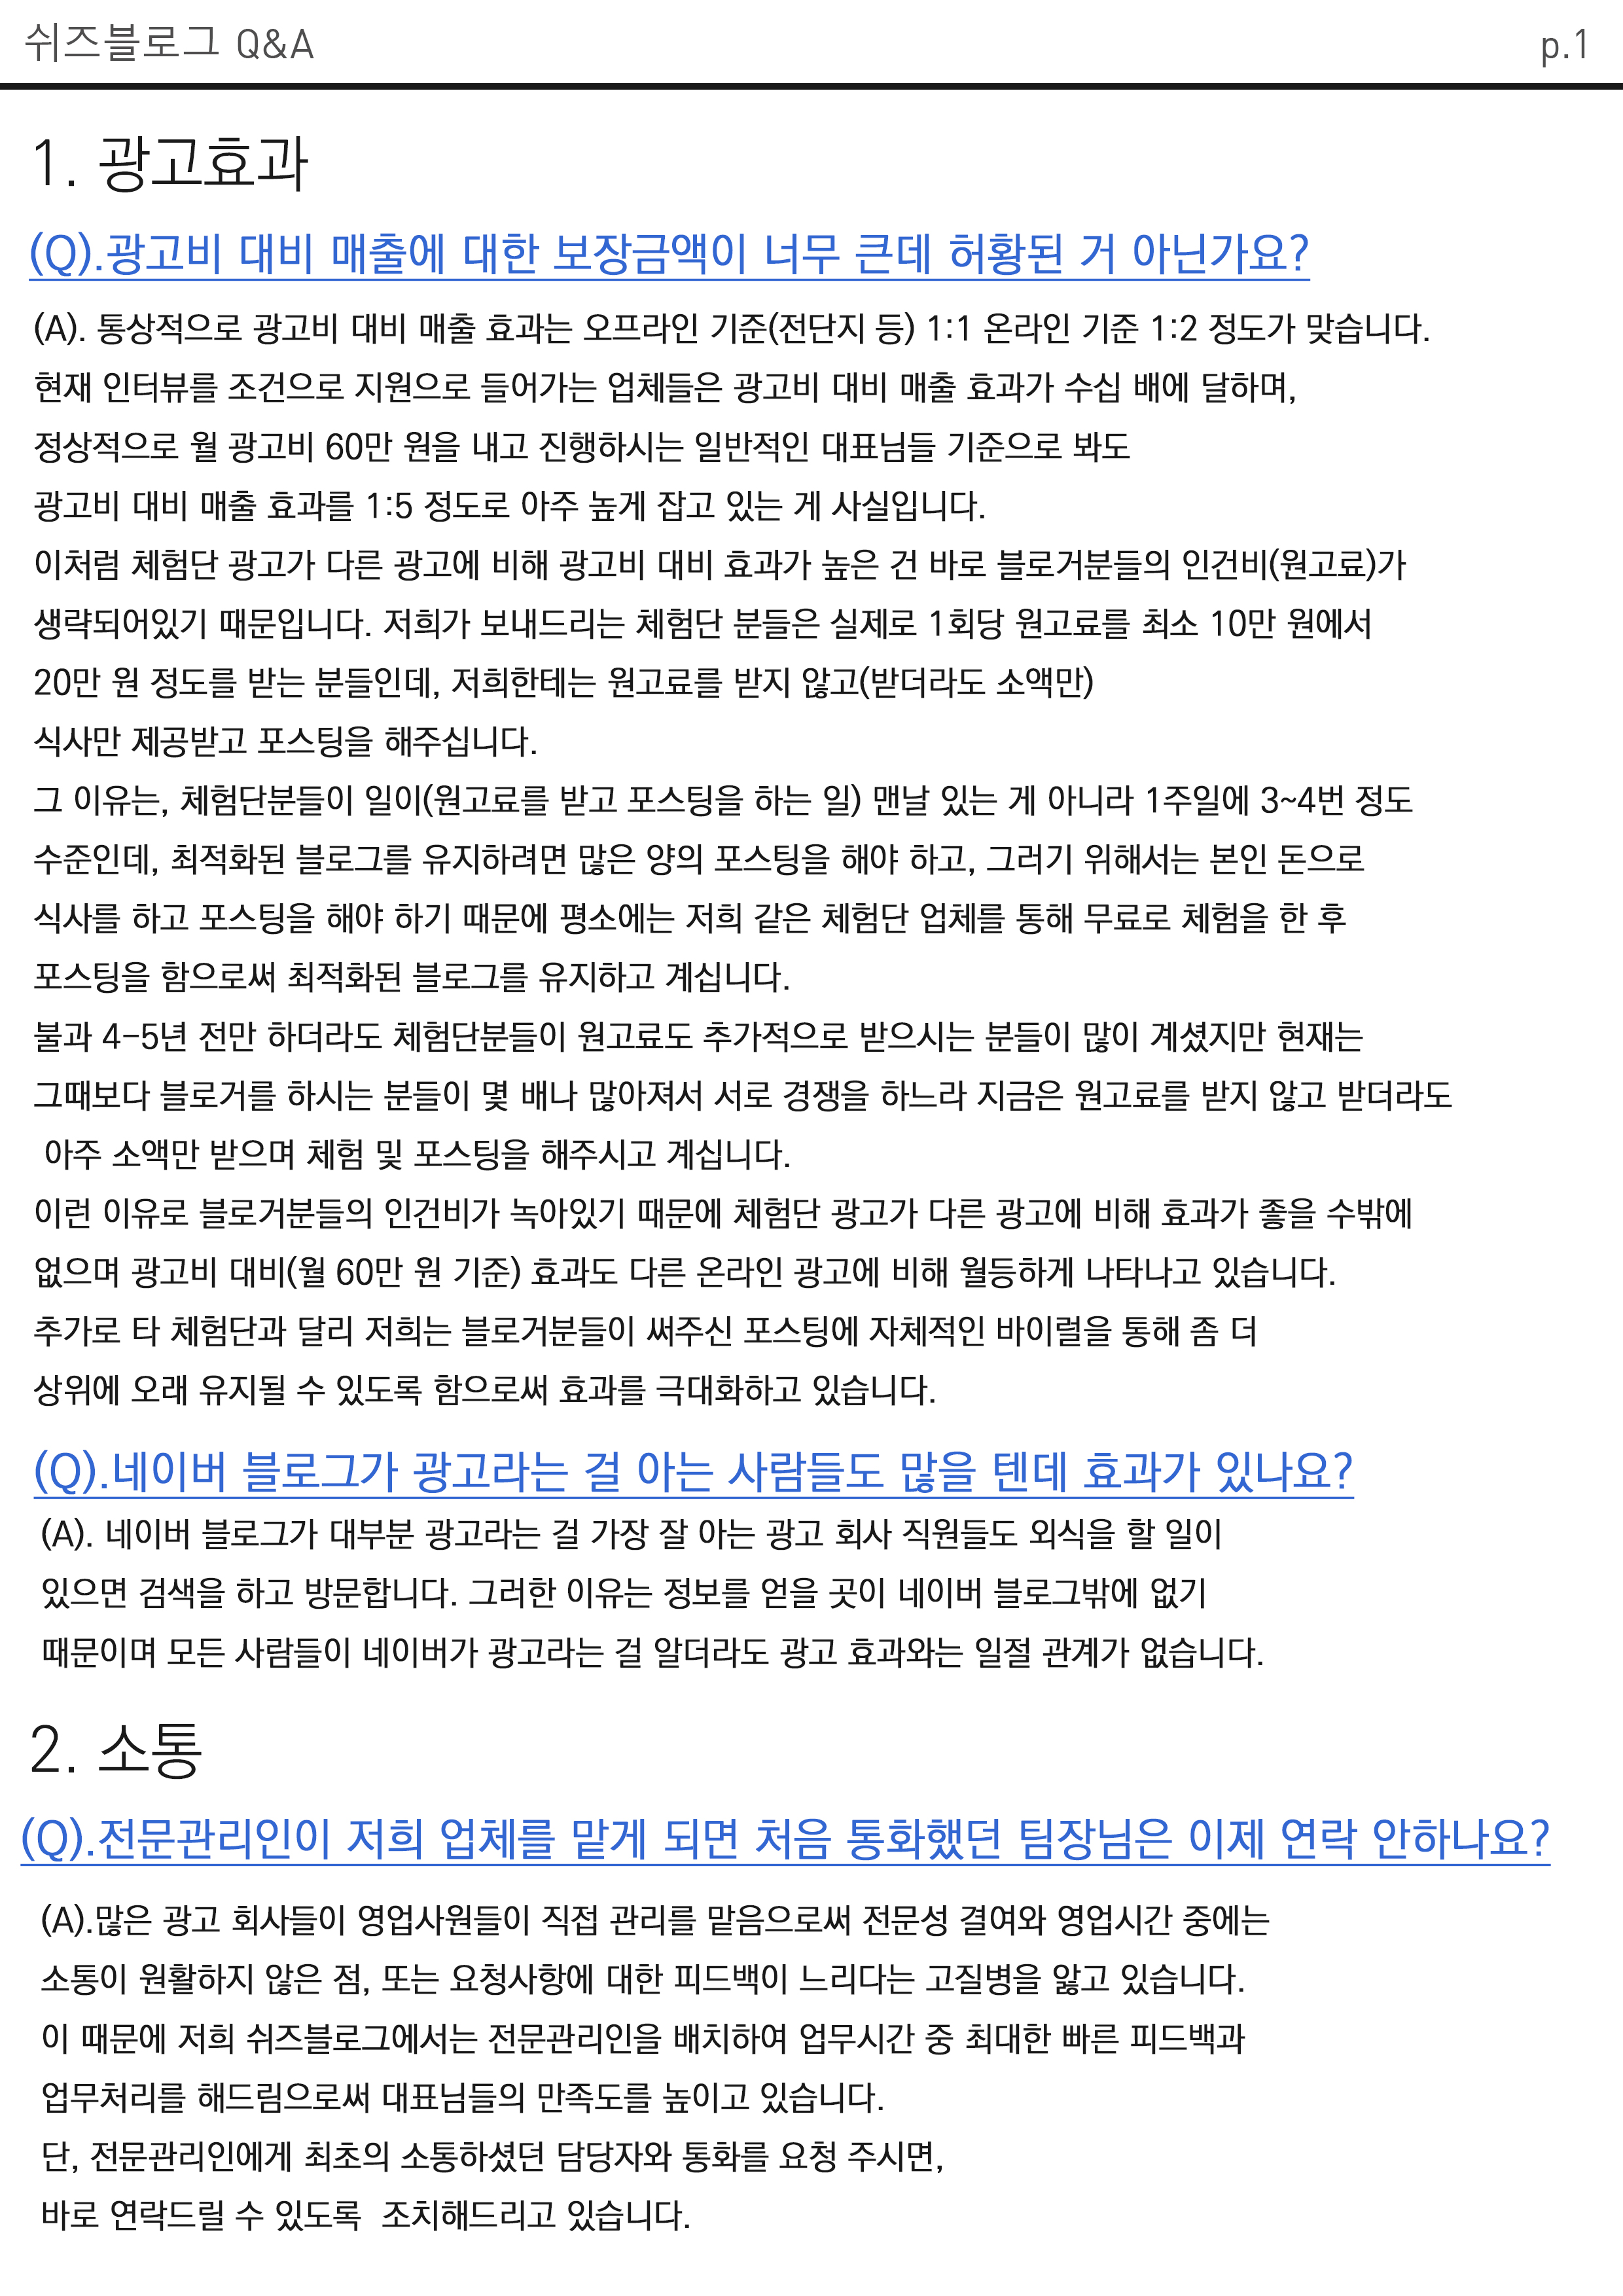 쉬즈블로그 Q&A
p.1
1. 광고효과
(Q).광고비 대비 매출에 대한 보장금액이 너무 큰데 허황된 거 아닌가요?
(A). 통상적으로 광고비 대비 매출 효과는 오프라인 기준(전단지 등) 1:1 온라인 기준 1:2 정도가 맞습니다.
현재 인터뷰를 조건으로 지원으로 들어가는 업체들은 광고비 대비 매출 효과가 수십 배에 달하며,
정상적으로 월 광고비 60만 원을 내고 진행하시는 일반적인 대표님들 기준으로 봐도
광고비 대비 매출 효과를 1:5 정도로 아주 높게 잡고 있는 게 사실입니다.
이처럼 체험단 광고가 다른 광고에 비해 광고비 대비 효과가 높은 건 바로 블로거분들의 인건비(원고료)가
생략되어있기 때문입니다. 저희가 보내드리는 체험단 분들은 실제로 1회당 원고료를 최소 10만 원에서
20만 원 정도를 받는 분들인데, 저희한테는 원고료를 받지 않고(받더라도 소액만)
식사만 제공받고 포스팅을 해주십니다.
그 이유는, 체험단분들이 일이(원고료를 받고 포스팅을 하는 일) 맨날 있는 게 아니라 1주일에 3~4번 정도
수준인데, 최적화된 블로그를 유지하려면 많은 양의 포스팅을 해야 하고, 그러기 위해서는 본인 돈으로
식사를 하고 포스팅을 해야 하기 때문에 평소에는 저희 같은 체험단 업체를 통해 무료로 체험을 한 후
포스팅을 함으로써 최적화된 블로그를 유지하고 계십니다.
불과 4-5년 전만 하더라도 체험단분들이 원고료도 추가적으로 받으시는 분들이 많이 계셨지만 현재는
그때보다 블로거를 하시는 분들이 몇 배나 많아져서 서로 경쟁을 하느라 지금은 원고료를 받지 않고 받더라도
아주 소액만 받으며 체험 및 포스팅을 해주시고 계십니다.
이런 이유로 블로거분들의 인건비가 녹아있기 때문에 체험단 광고가 다른 광고에 비해 효과가 좋을 수밖에
없으며 광고비 대비(월 60만 원 기준) 효과도 다른 온라인 광고에 비해 월등하게 나타나고 있습니다.
추가로 타 체험단과 달리 저희는 블로거분들이 써주신 포스팅에 자체적인 바이럴을 통해 좀 더
상위에 오래 유지될 수 있도록 함으로써 효과를 극대화하고 있습니다.
(Q).네이버 블로그가 광고라는 걸 아는 사람들도 많을 텐데 효과가 있나요?
(A). 네이버 블로그가 대부분 광고라는 걸 가장 잘 아는 광고 회사 직원들도 외식을 할 일이
있으면 검색을 하고 방문합니다. 그러한 이유는 정보를 얻을 곳이 네이버 블로그밖에 없기
때문이며 모든 사람들이 네이버가 광고라는 걸 알더라도 광고 효과와는 일절 관계가 없습니다.
2. 소통
(Q).전문관리인이 저희 업체를 맡게 되면 처음 통화했던 팀장님은 이제 연락 안하나요?
(A).많은 광고 회사들이 영업사원들이 직접 관리를 맡음으로써 전문성 결여와 영업시간 중에는
소통이 원활하지 않은 점, 또는 요청사항에 대한 피드백이 느리다는 고질병을 앓고 있습니다.
이 때문에 저희 쉬즈블로그에서는 전문관리인을 배치하여 업무시간 중 최대한 빠른 피드백과
업무처리를 해드림으로써 대표님들의 만족도를 높이고 있습니다.
단, 전문관리인에게 최초의 소통하셨던 담당자와 통화를 요청 주시면,
바로 연락드릴 수 있도록 조치해드리고 있습니다.